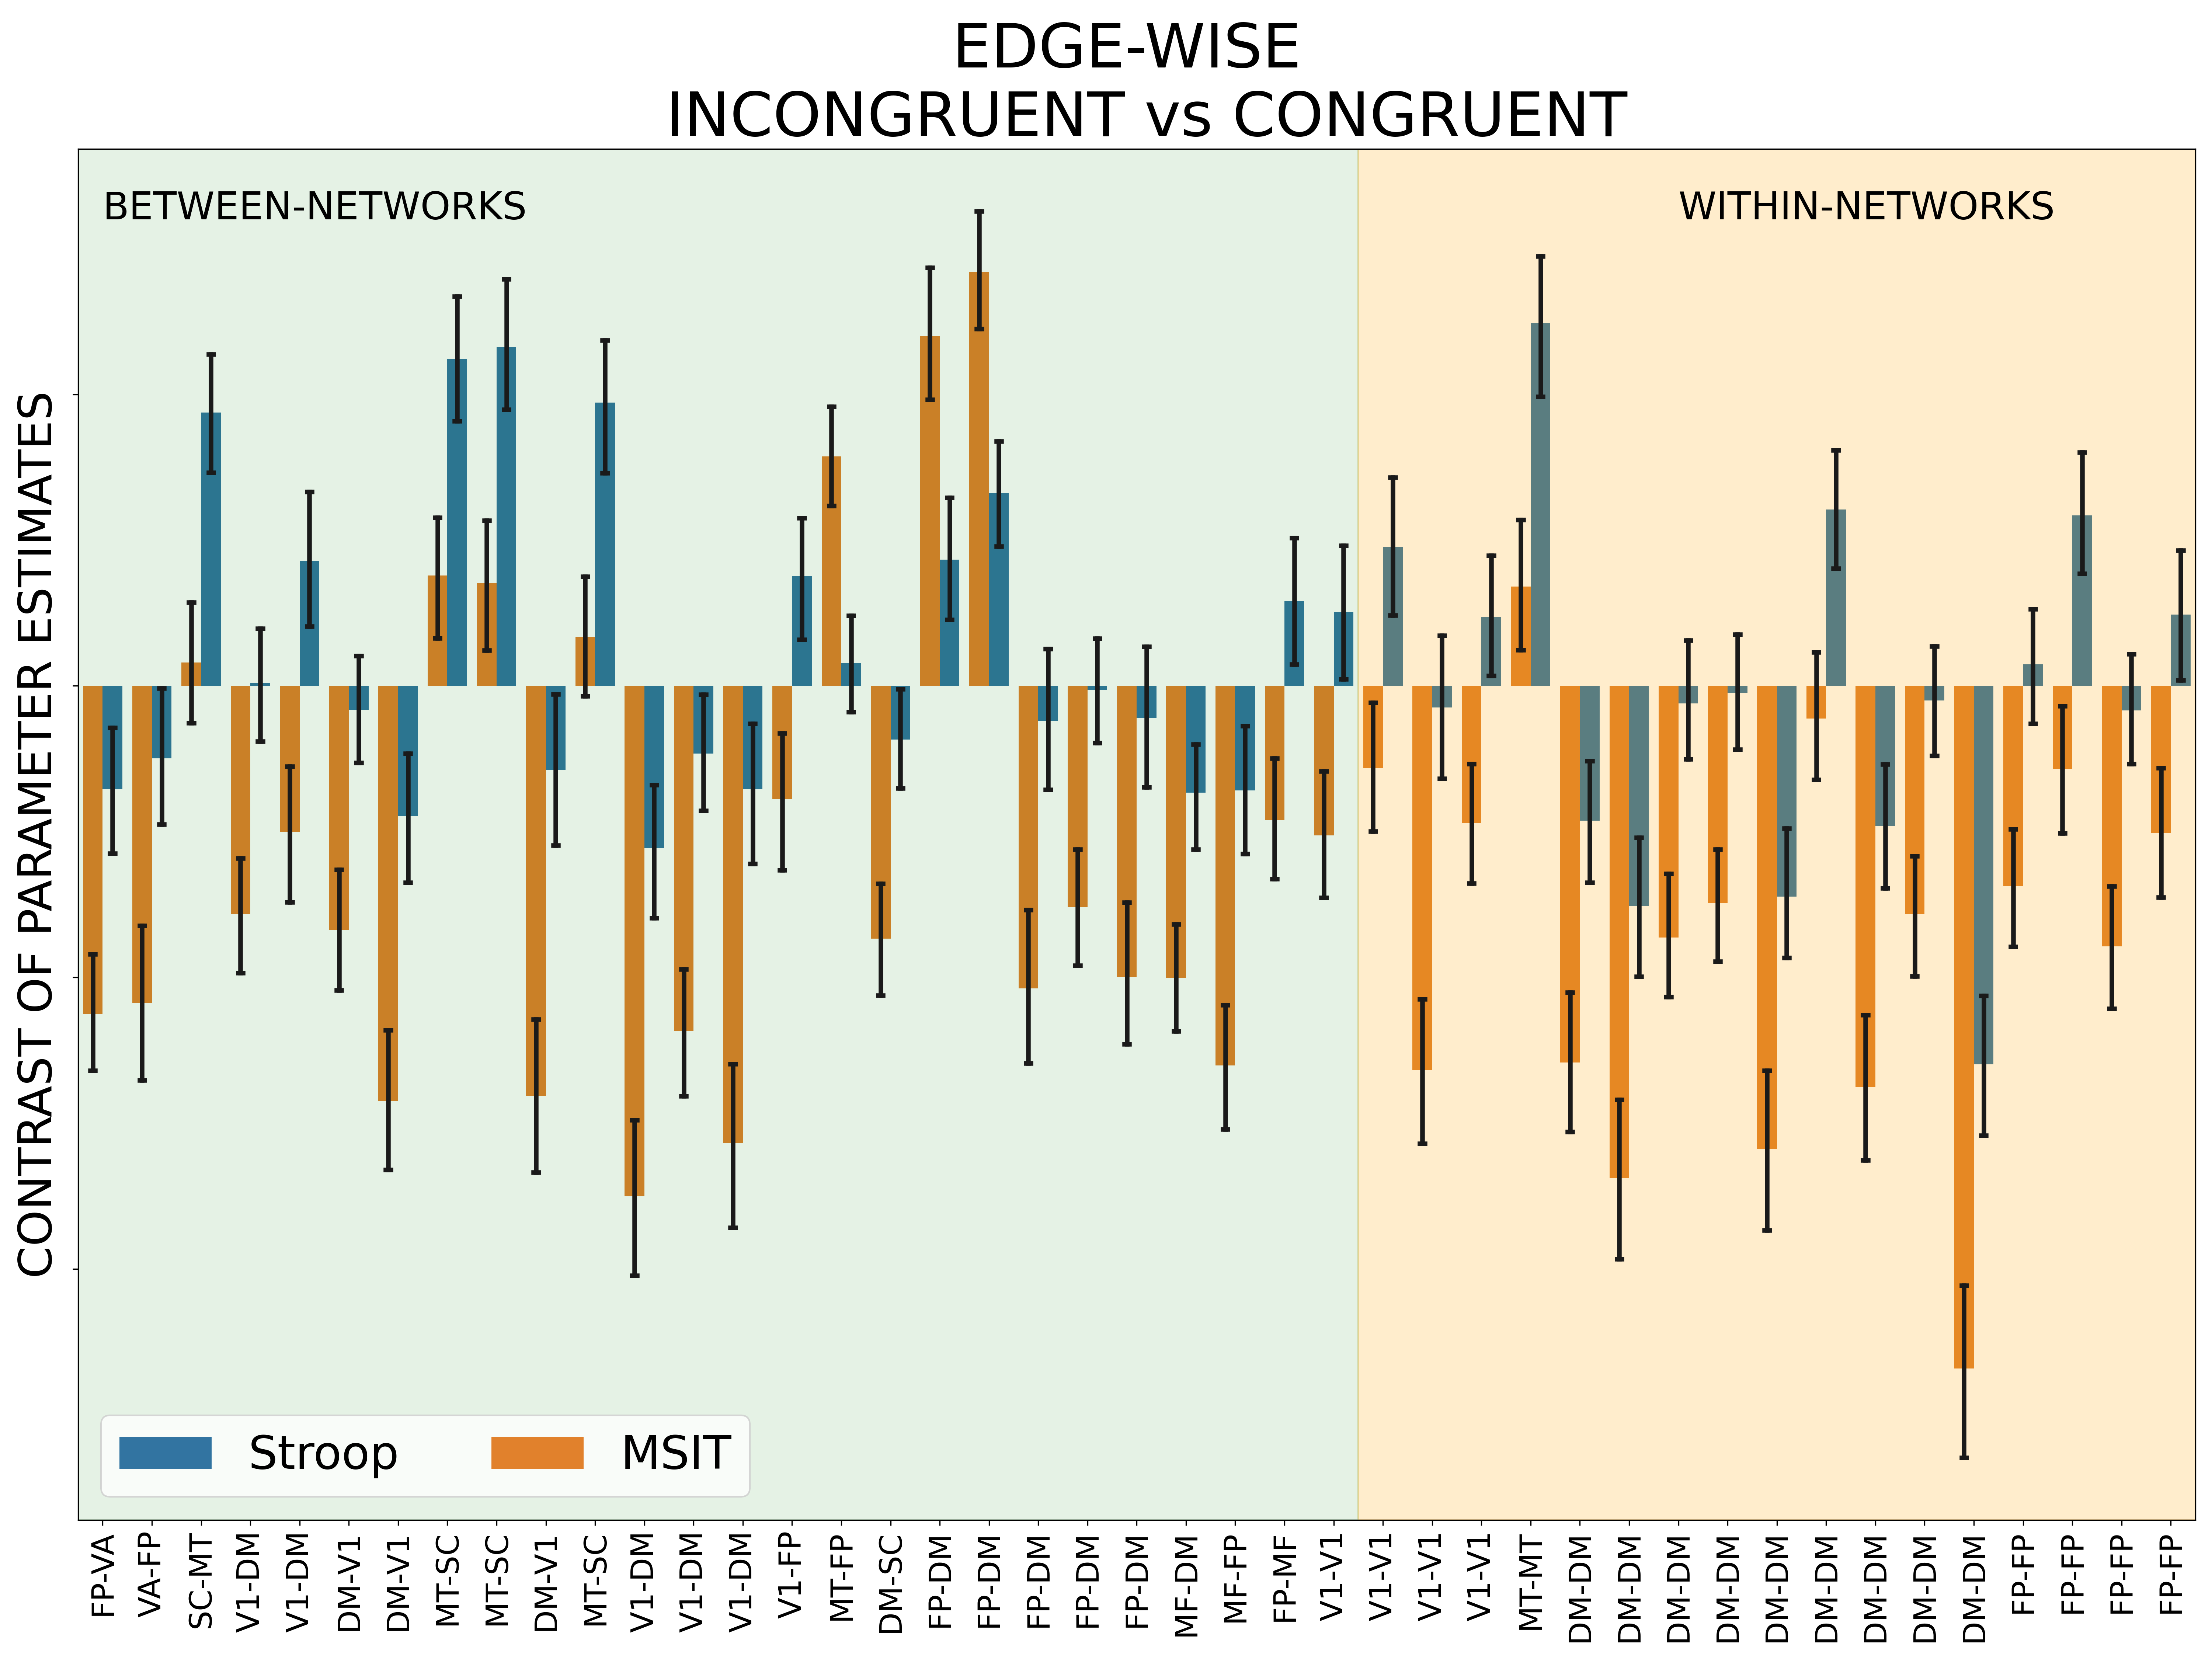 EDGE-WISE
INCONGRUENT vs CONGRUENT
BETWEEN-NETWORKS
WITHIN-NETWORKS
CONTRAST OF PARAMETER ESTIMATES
Stroop
MSIT
FP-VA
VA-FP
SC-MT
V1-DM
V1-DM
DM-V1
DM-V1
MT-SC
MT-SC
DM-V1
MT-SC
V1-DM
V1-DM
V1-DM
V1-FP
MT-FP
DM-SC
FP-DM
FP-DM
FP-DM
FP-DM
FP-DM
MF-DM
MF-FP
FP-MF
V1-V1
V1-V1
V1-V1
V1-V1
MT-MT
DM-DM
DM-DM
DM-DM
DM-DM
DM-DM
DM-DM
DM-DM
DM-DM
DM-DM
FP-FP
FP-FP
FP-FP
FP-FP